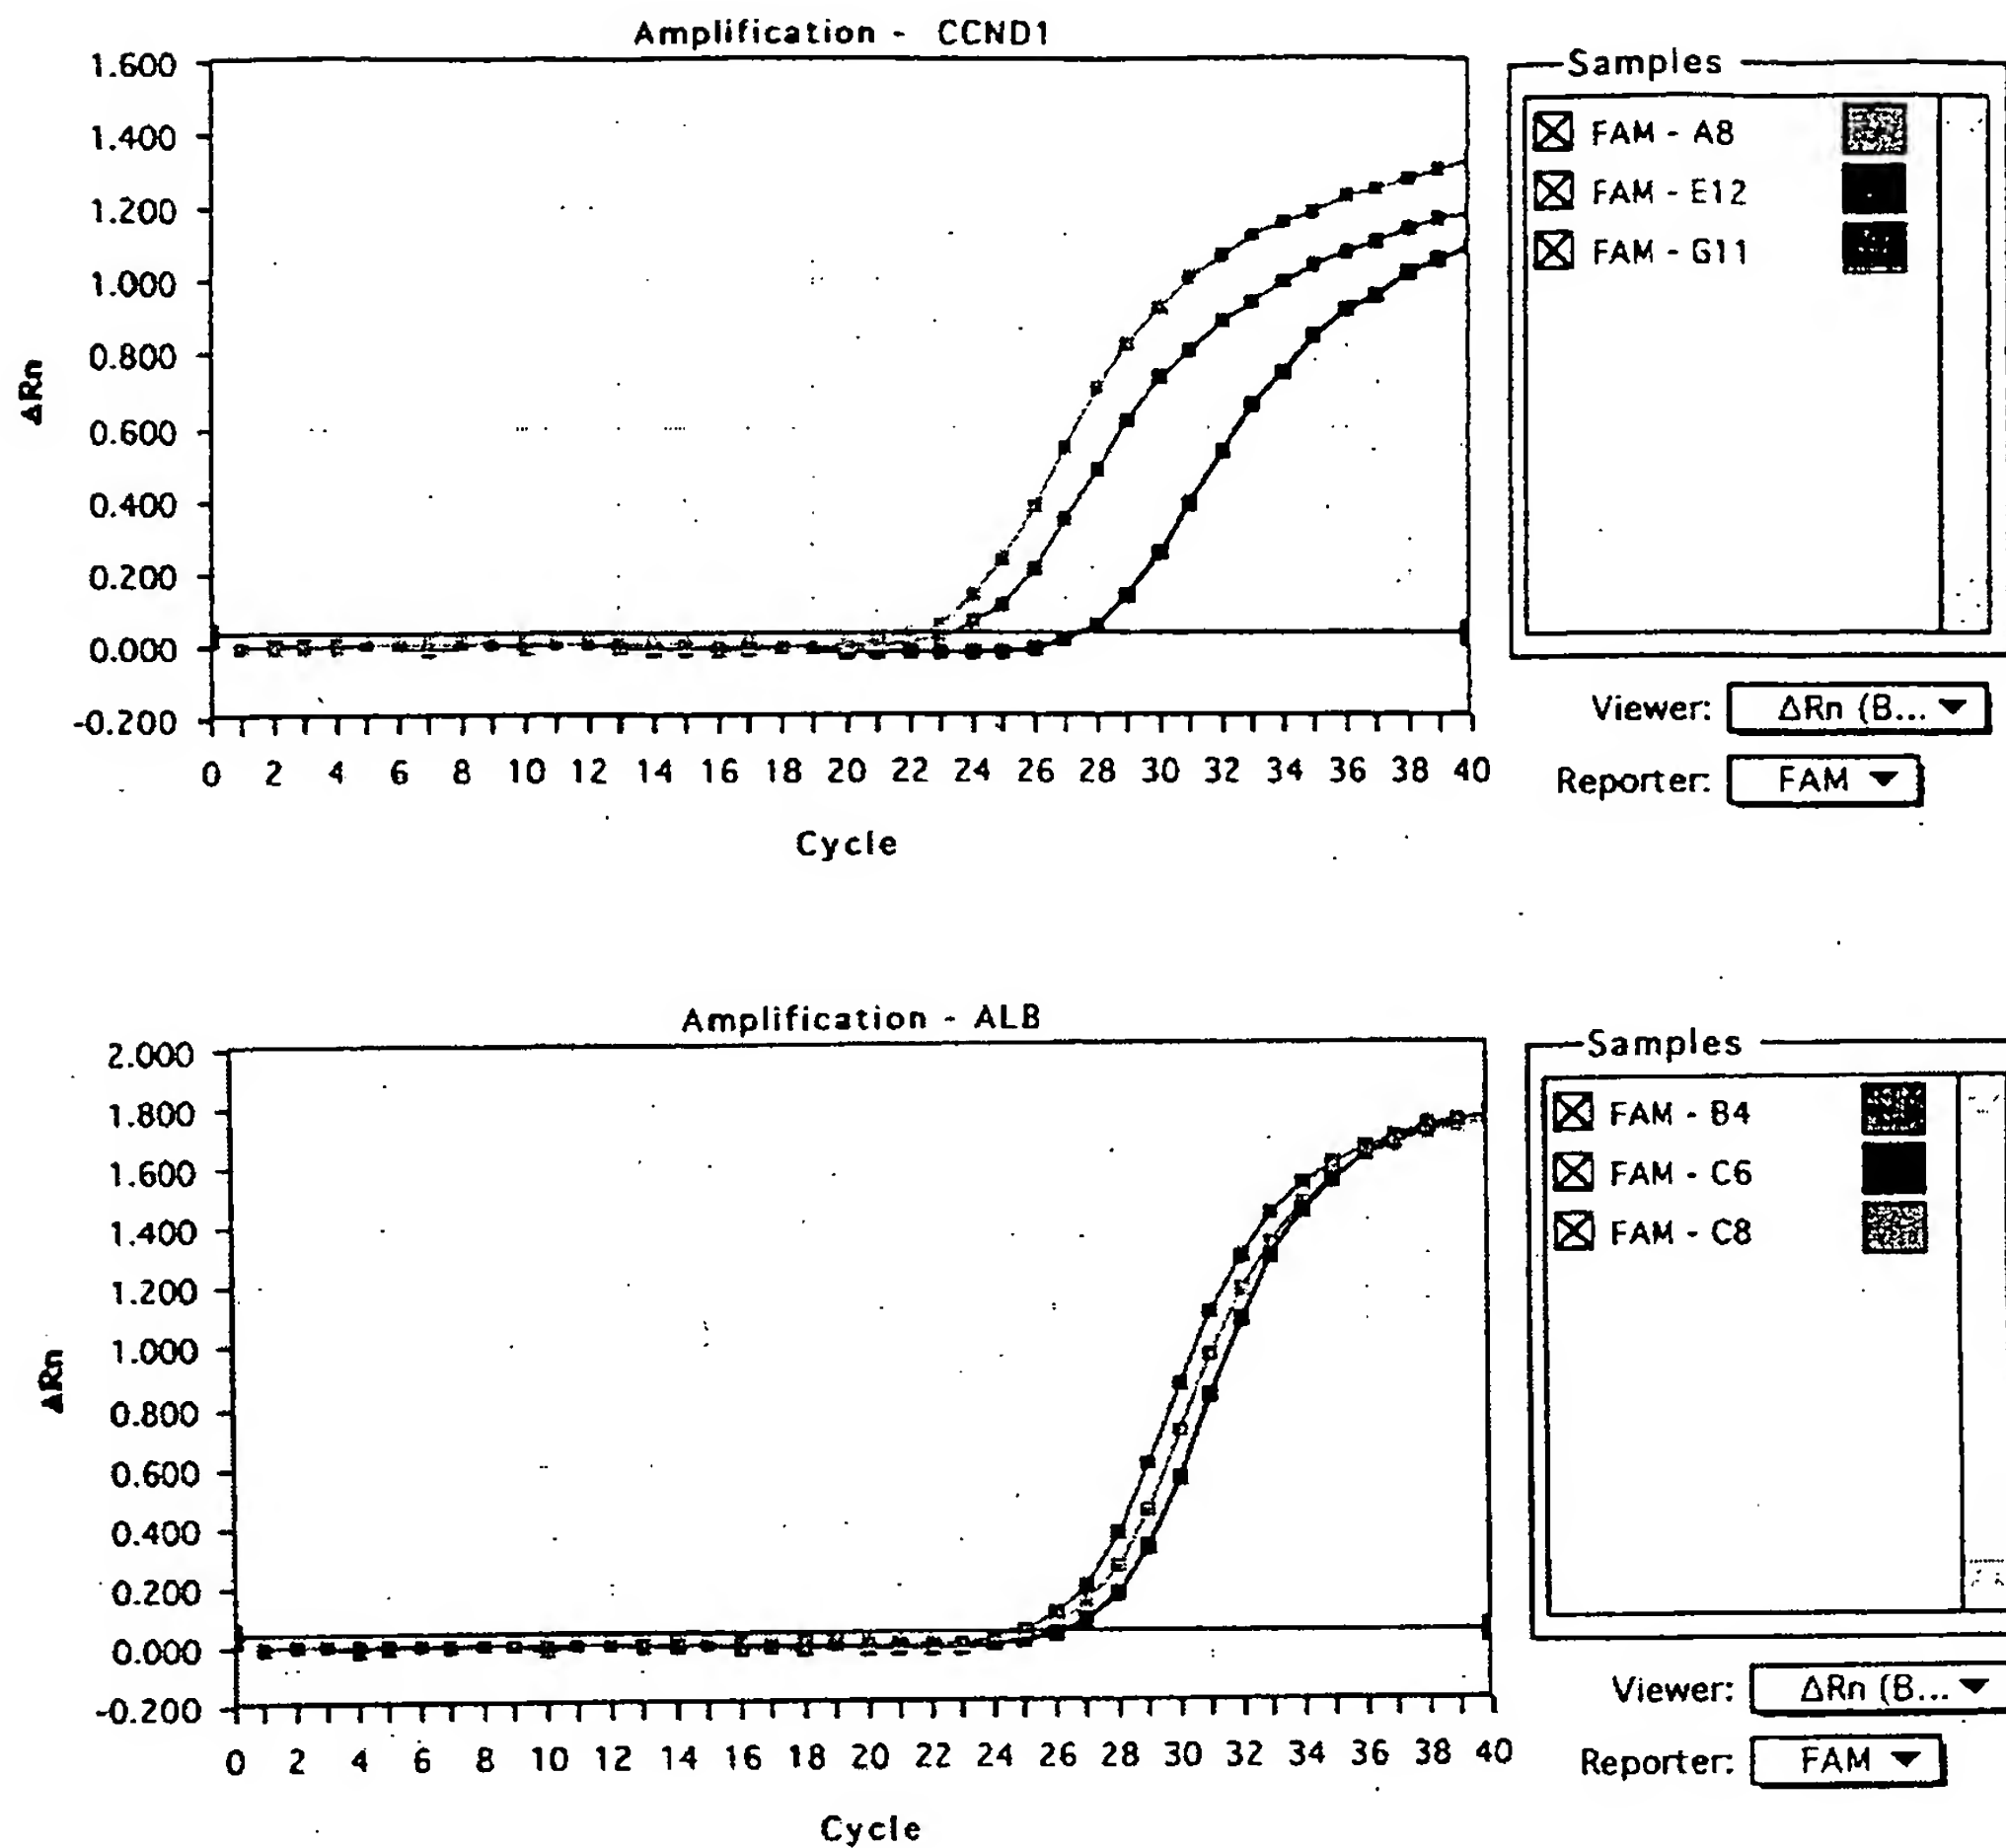 Amplification - CCND1
1.600
1.400
1.200
1.000
0.800
0.600
0.400
0.200
0.000
-0.200
ΔRn
0 2 4 6 8 10 12 14 16 18 20 22 24 26 28 30 32 34 36 38 40
Cycle
Samples
FAM - A8
FAM - E12
FAM - G11
Viewer: ΔRn (B...
Reporter: FAM
Amplification - ALB
2.000
1.800
1.600
1.400
1.200
1.000
0.800
0.600
0.400
0.200
0.000
-0.200
ΔRn
0 2 4 6 8 10 12 14 16 18 20 22 24 26 28 30 32 34 36 38 40
Cycle
Samples
FAM - B4
FAM - C6
FAM - C8
Viewer: ΔRn (B...
Reporter: FAM